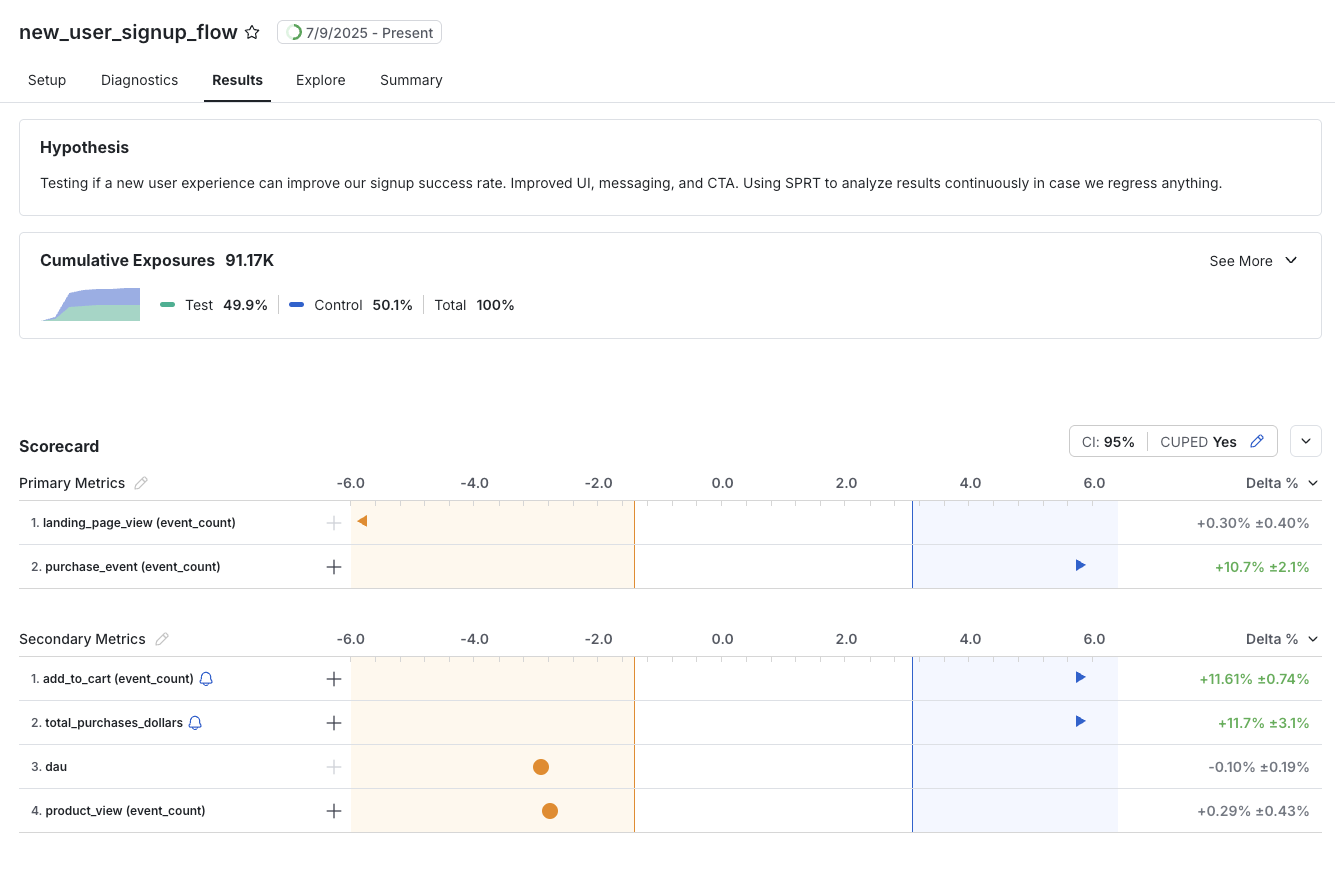 new_user_signup_flow 7/9/2025 - Present
Setup Diagnostics Results Explore Summary
Hypothesis
Testing if a new user experience can improve our signup success rate. Improved UI, messaging, and CTA. Using SPRT to analyze results continuously in case we regress anything.
Cumulative Exposures 91.17K See More
Test 49.9% Control 50.1% Total 100%
Scorecard CI: 95% CUPED Yes
Primary Metrics -6.0 -4.0 -2.0 0.0 2.0 4.0 6.0 Delta %
1. landing_page_view (event_count) +0.30% ±0.40%
2. purchase_event (event_count) +10.7% ±2.1%
Secondary Metrics -6.0 -4.0 -2.0 0.0 2.0 4.0 6.0 Delta %
1. add_to_cart (event_count) +11.61% ±0.74%
2. total_purchases_dollars +11.7% ±3.1%
3. dau -0.10% ±0.19%
4. product_view (event_count) +0.29% ±0.43%